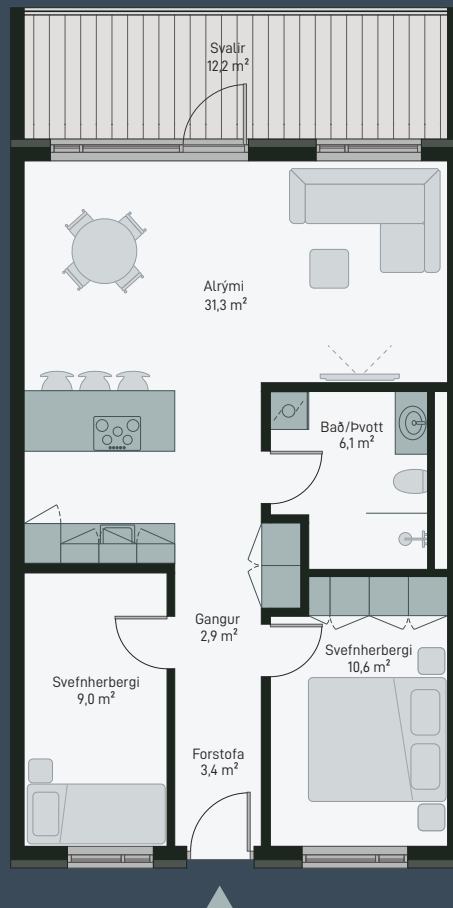 Svalir
12,2 m²
Alrými
31,3 m²
Bað/Þvott
6,1 m²
Gangur
2,9 m²
Svefnherbergi
10,6 m²
Svefnherbergi
9,0 m²
Forstofa
3,4 m²